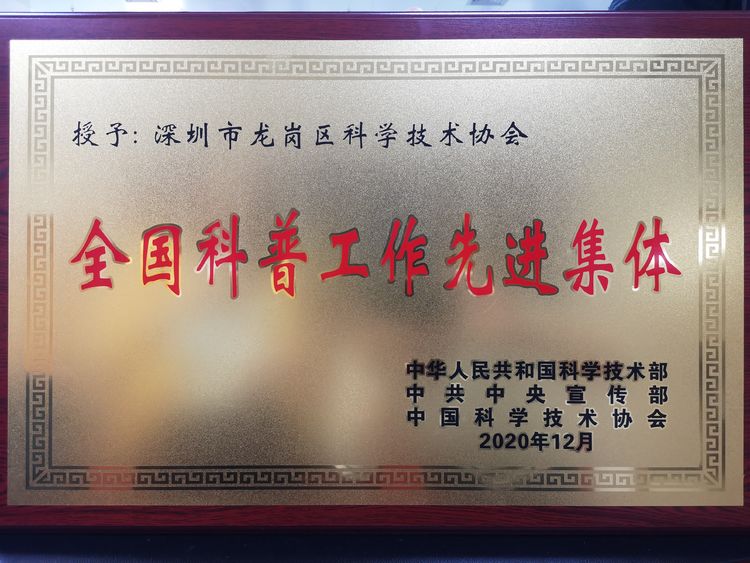 授予: 深圳市龙岗区科学技术协会
全国科普工作先进集体
中华人民共和国科学技术部
中共中央宣传部
中国科学技术协会
2020年12月